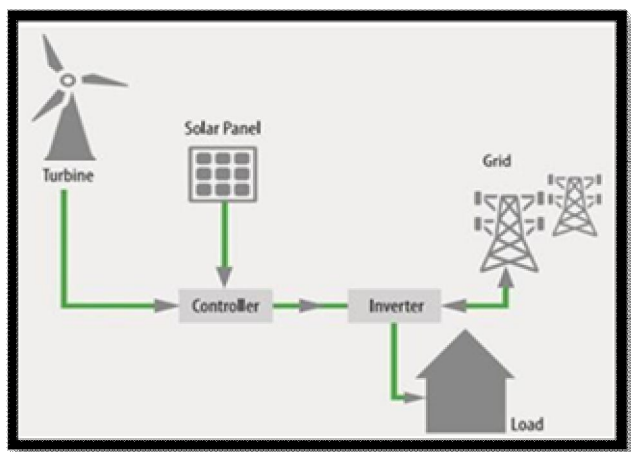 Turbine
Solar Panel
Grid
Controller
Inverter
Load